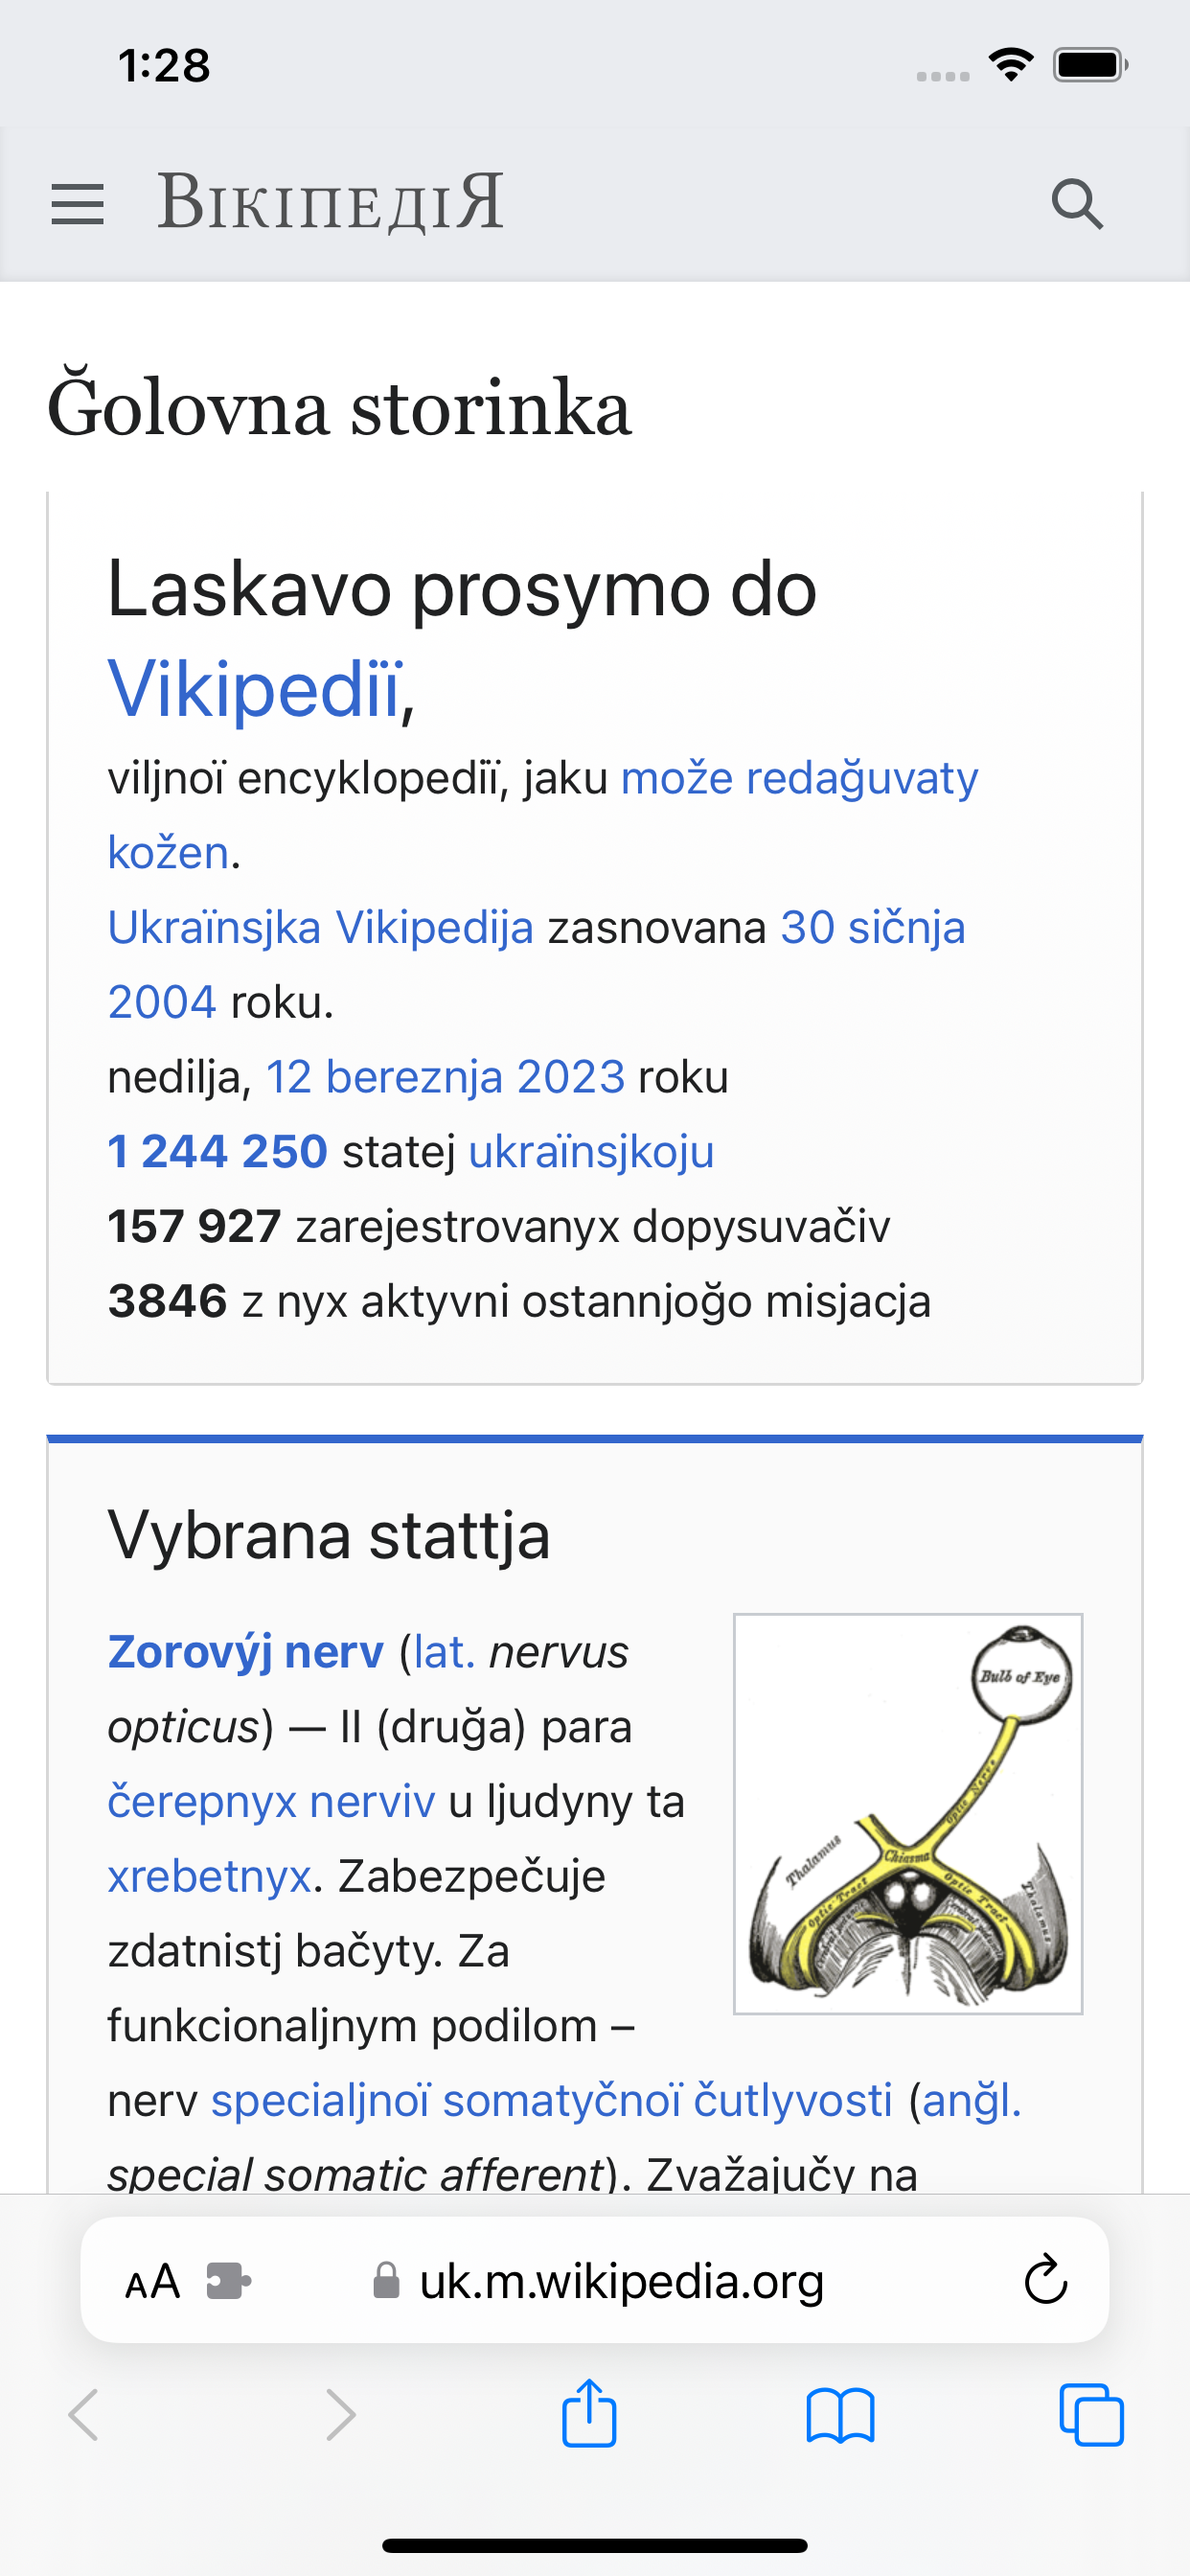 1:28
ВікіпедіЯ
Ğolovna storinka
Laskavo prosymo do
Vikipediï,
viljnoï encyklopediï, jaku može redağuvaty
kožen.
Ukraïnsjka Vikipedija zasnovana 30 sičnja
2004 roku.
nedilja, 12 bereznja 2023 roku
1 244 250 statej ukraïnsjkoju
157 927 zarejestrovanyx dopysuvačiv
3846 z nyx aktyvni ostannjoğo misjacja
Vybrana stattja
Zorovýj nerv (lat. nervus
opticus) — II (druğa) para
čerepnyx nerviv u ljudyny ta
xrebetnyx. Zabezpečuje
zdatnistj bačyty. Za
funkcionaljnym podilom –
nerv specialjnoï somatyčnoï čutlyvosti (anğl.
special somatic afferent). Zvažajučy na
Bulb of Eye
Optic Nerve
Thalamus
Chiasma
Optic Tract
Optic Tract
Thalamus
AA
uk.m.wikipedia.org